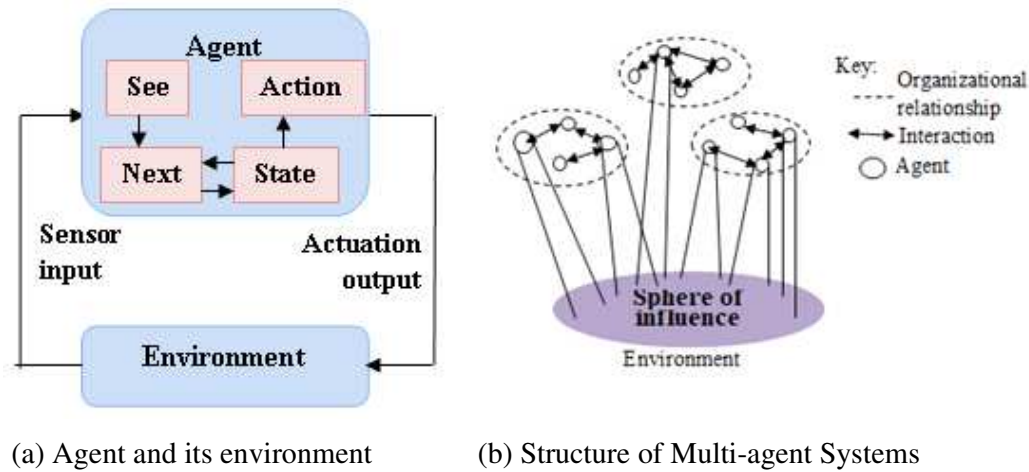 Agent
See
Action
Next
State
Sensor
input
Actuation
output
Environment
Key:
Organizational
relationship
Interaction
Agent
Sphere of
influence
Environment
(a) Agent and its environment
(b) Structure of Multi-agent Systems